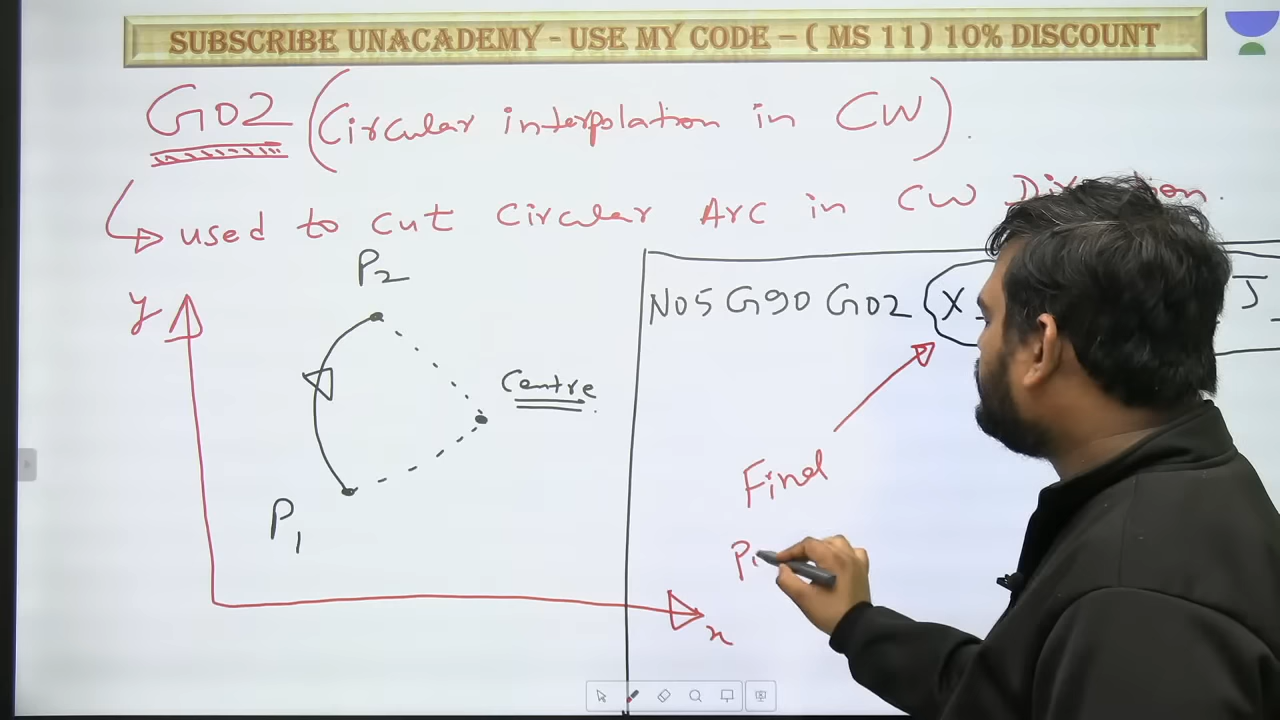 SUBSCRIBE UNACADEMY - USE MY CODE – ( MS 11) 10% DISCOUNT
G02 (Circular interpolation in CW).
used to cut Circular Arc in CW
P2
y
N05 G90 G02 X J
Centre
Final
P1
x